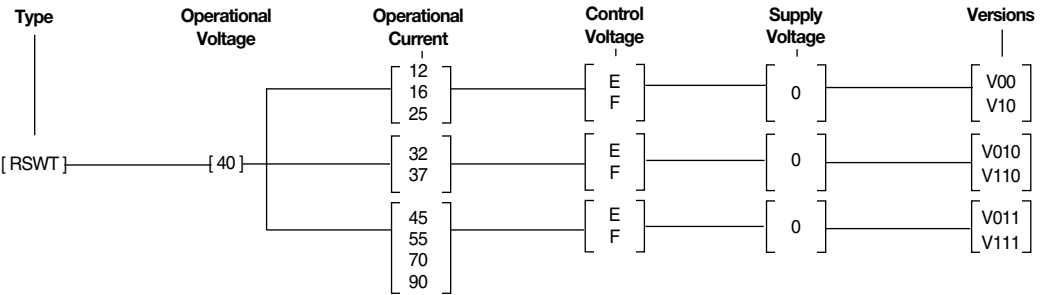 Type
Operational
Voltage
Operational
Current
Control
Voltage
Supply
Voltage
Versions
[ RSWT ]
[ 40 ]
12
16
25
E
F
0
V00
V10
32
37
E
F
0
V010
V110
45
55
70
90
E
F
0
V011
V111